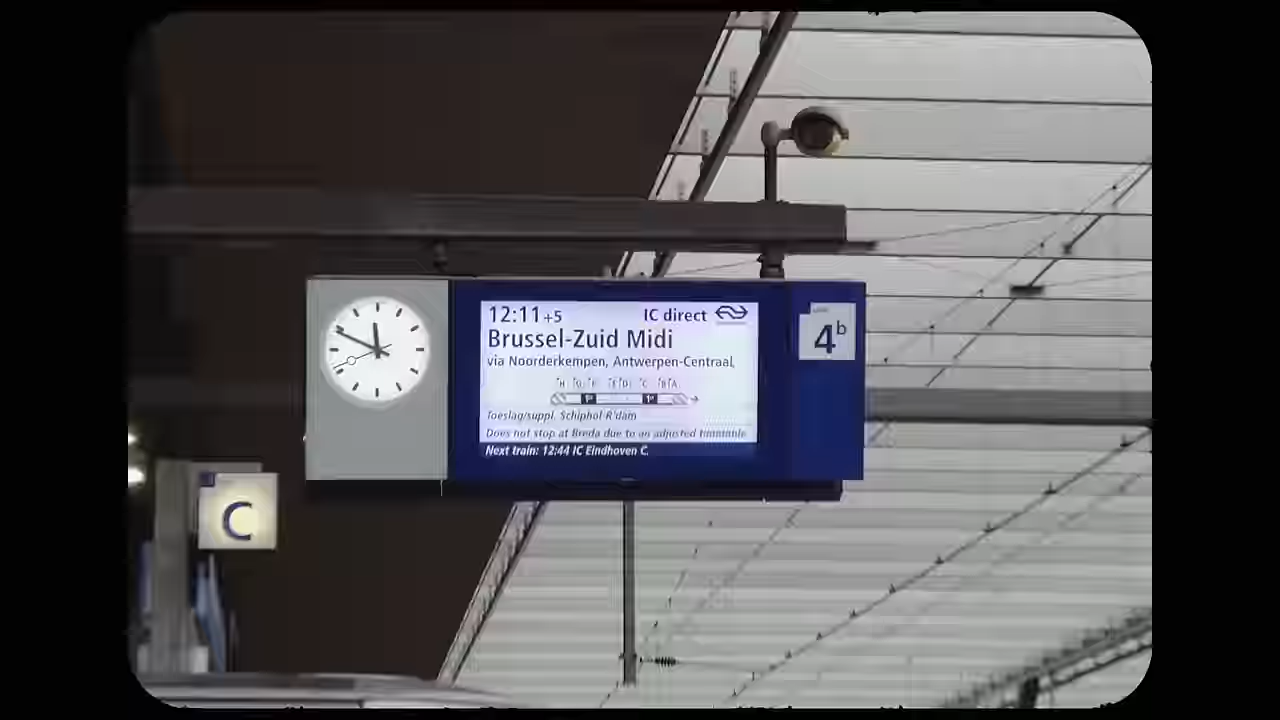 12:11 +5 IC direct
Brussel-Zuid Midi
via Noorderkempen, Antwerpen-Centraal,
Toeslag/suppl. Schiphol R'dam
Does not stop at Breda due to an adjusted timetable
Next train: 12:44 IC Eindhoven C.
4b
C